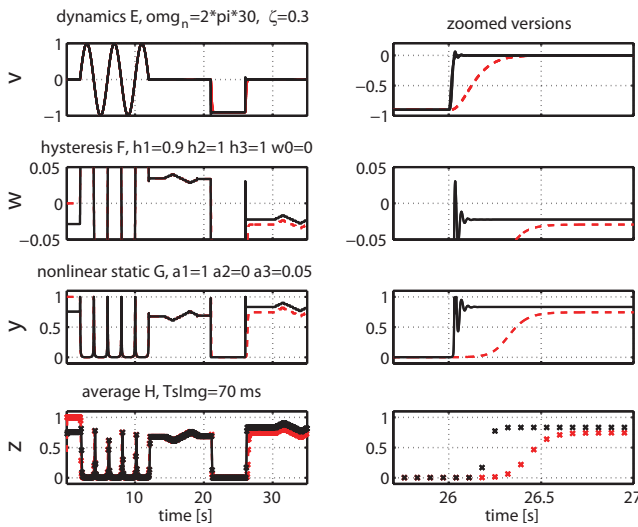 dynamics E, omg_n=2*pi*30, ζ=0.3
zoomed versions
1
0
−1
v
0
−0.5
−1
hysteresis F, h1=0.9 h2=1 h3=1 w0=0
0.05
0
−0.05
w
0.05
0
−0.05
nonlinear static G, a1=1 a2=0 a3=0.05
1
0.5
0
y
1
0.5
0
average H, TsImg=70 ms
1
0.5
0
z
10 20 30
time [s]
1
0.5
0
26 26.5 27
time [s]